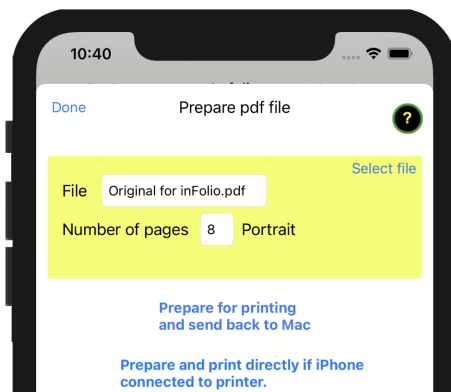 10:40
Done
Prepare pdf file
?
Select file
File
Original for inFolio.pdf
Number of pages 8 Portrait
Prepare for printing
and send back to Mac
Prepare and print directly if iPhone
connected to printer.